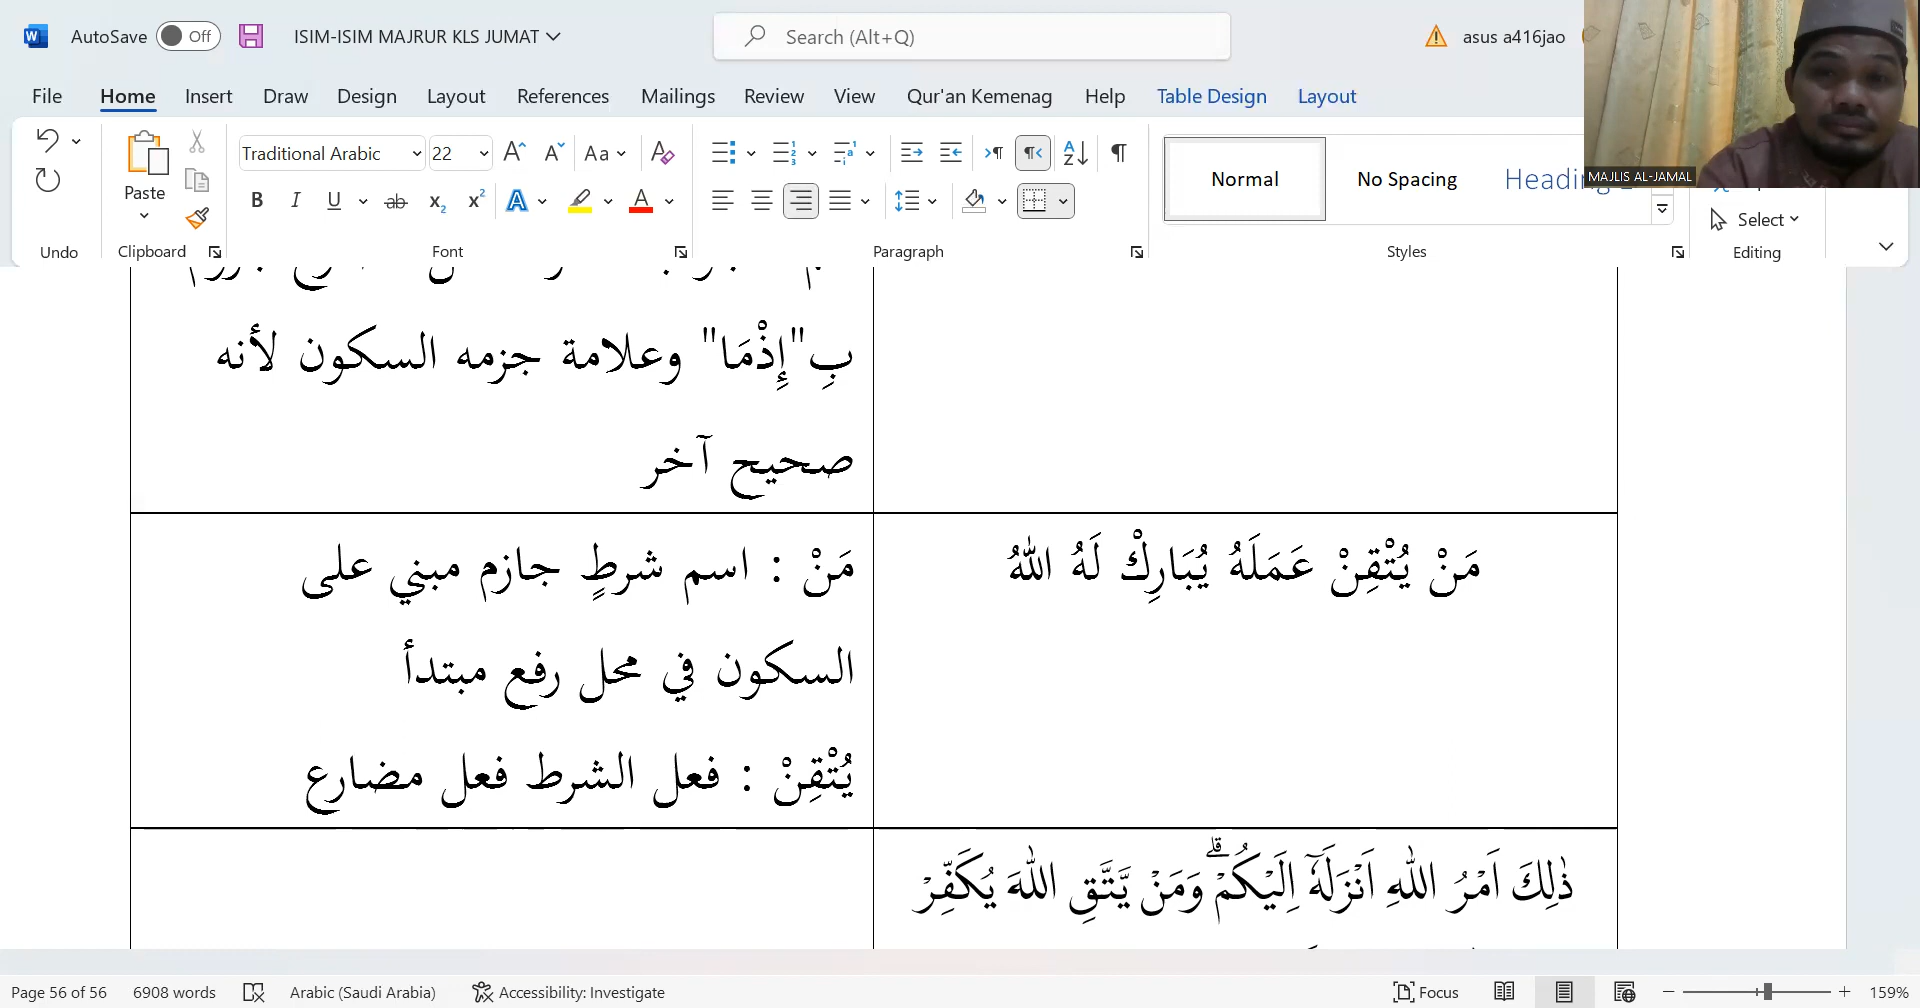 AutoSave Off ISIM-ISIM MAJRUR KLS JUMAT Search (Alt+Q) asus a416jao
File Home Insert Draw Design Layout References Mailings Review View Qur'an Kemenag Help Table Design Layout
MAJLIS AL-JAMAL
Paste
Traditional Arabic 22
Normal No Spacing Heading
Select
Undo Clipboard Font Paragraph Styles Editing
بِ"إِذْمَا" وعلامة جزمه السكون لأنه
صحيح آخر
مَنْ يُتْقِنْ عَمَلَهُ يُبَارِكْ لَهُ اللهُ
مَنْ : اسم شرطٍ جازم مبني على
السكون في محل رفع مبتدأ
يُتْقِنْ : فعل الشرط فعل مضارع
ذٰلِكَ اَمْرُ اللّٰهِ اَنْزَلَهٗٓ اِلَيْكُمْۗ وَمَنْ يَّتَّقِ اللّٰهَ يُكَفِّرْ
Page 56 of 56 6908 words Arabic (Saudi Arabia) Accessibility: Investigate Focus 159%